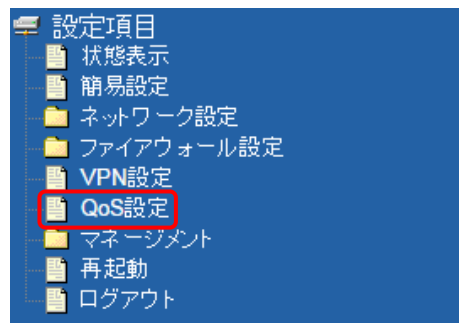 設定項目
状態表示
簡易設定
ネットワーク設定
ファイアウォール設定
VPN設定
QoS設定
マネージメント
再起動
ログアウト